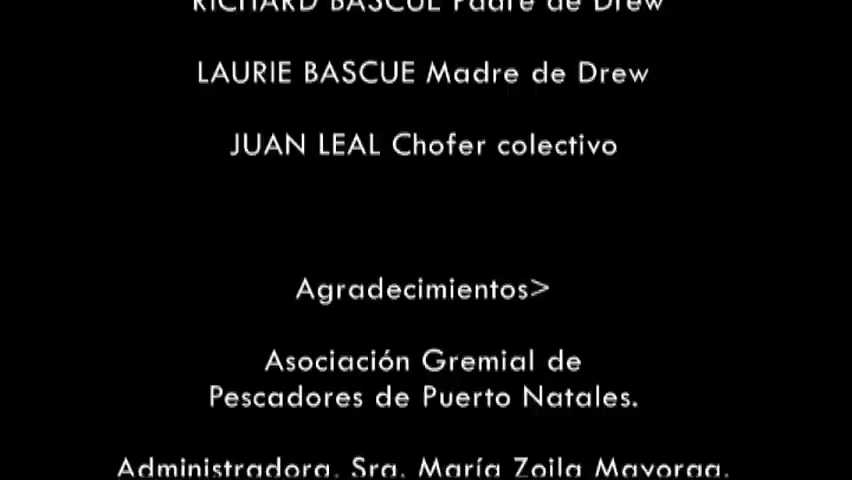 RICHARD BASCUE Padre de Drew
LAURIE BASCUE Madre de Drew
JUAN LEAL Chofer colectivo
Agradecimientos>
Asociación Gremial de
Pescadores de Puerto Natales.
Administradora, Sra. María Zoila Mayorga.